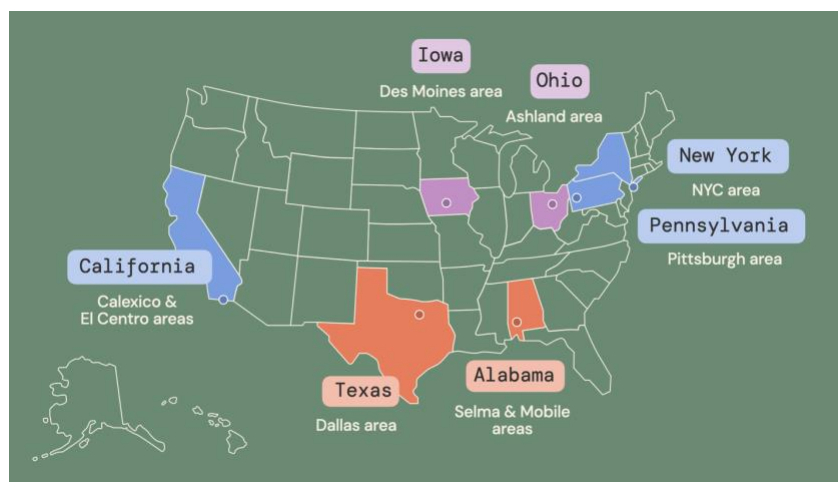 Iowa
Des Moines area
Ohio
Ashland area
New York
NYC area
Pennsylvania
Pittsburgh area
California
Calexico &
El Centro areas
Texas
Dallas area
Alabama
Selma & Mobile
areas